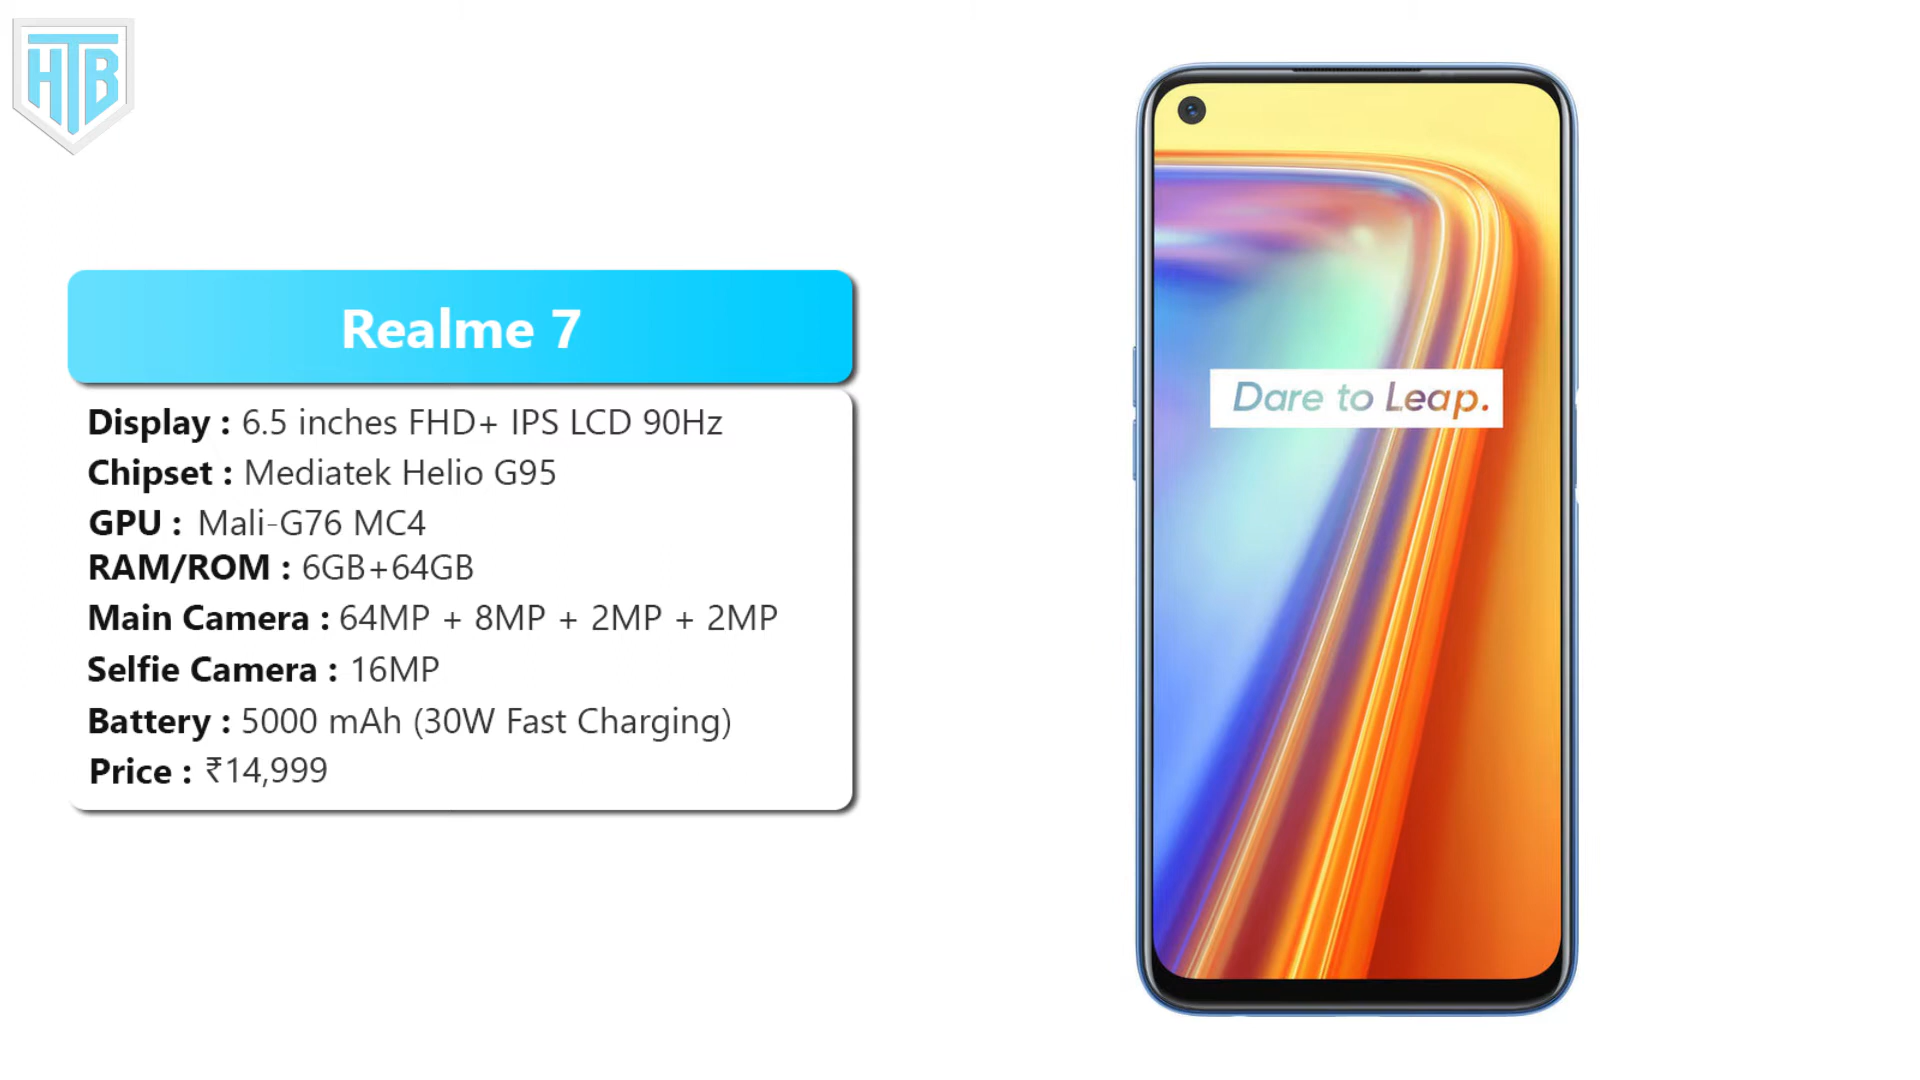 HTB
Realme 7
Display : 6.5 inches FHD+ IPS LCD 90Hz
Chipset : Mediatek Helio G95
GPU : Mali-G76 MC4
RAM/ROM : 6GB+64GB
Main Camera : 64MP + 8MP + 2MP + 2MP
Selfie Camera : 16MP
Battery : 5000 mAh (30W Fast Charging)
Price : ₹14,999
Dare to Leap.